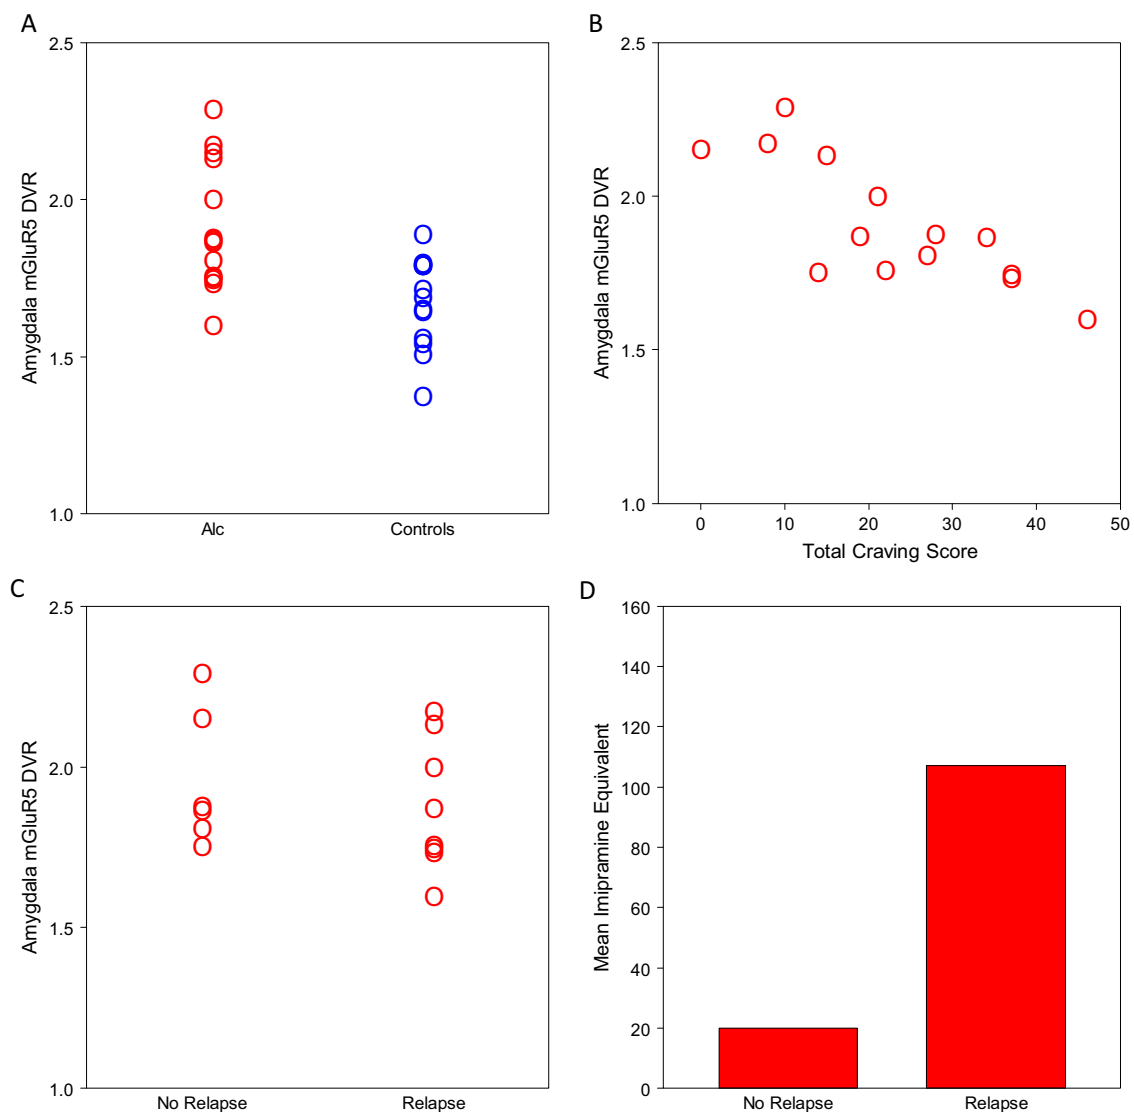 A
Amygdala mGluR5 DVR
2.5
2.0
1.5
1.0
Alc
Controls
B
Amygdala mGluR5 DVR
2.5
2.0
1.5
1.0
0
10
20
30
40
50
Total Craving Score
C
Amygdala mGluR5 DVR
2.5
2.0
1.5
1.0
No Relapse
Relapse
D
Mean Imipramine Equivalent
160
140
120
100
80
60
40
20
0
No Relapse
Relapse